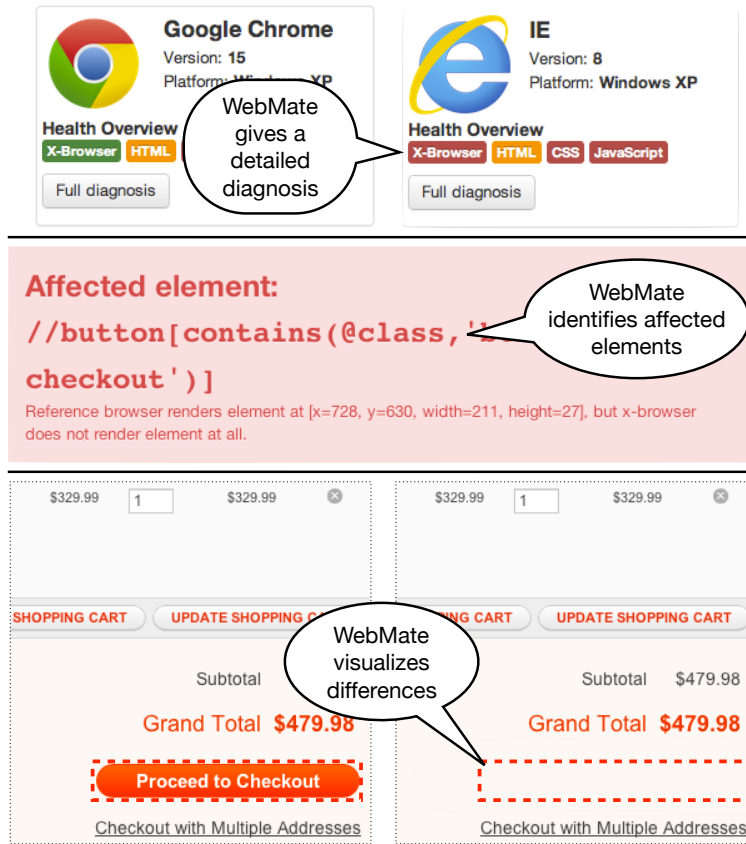 Google Chrome
Version: 15
Platform: Windows XP
Health Overview
X-Browser HTML
Full diagnosis
WebMate
gives a
detailed
diagnosis
IE
Version: 8
Platform: Windows XP
Health Overview
X-Browser HTML CSS JavaScript
Full diagnosis
Affected element:
//button[contains(@class,'
checkout')]
Reference browser renders element at [x=728, y=630, width=211, height=27], but x-browser
does not render element at all.
WebMate
identifies affected
elements
$329.99 1 $329.99
SHOPPING CART UPDATE SHOPPING
Subtotal
Grand Total $479.98
Proceed to Checkout
Checkout with Multiple Addresses
WebMate
visualizes
differences
$329.99 1 $329.99
CART UPDATE SHOPPING CART
Subtotal $479.98
Grand Total $479.98
Checkout with Multiple Addresses